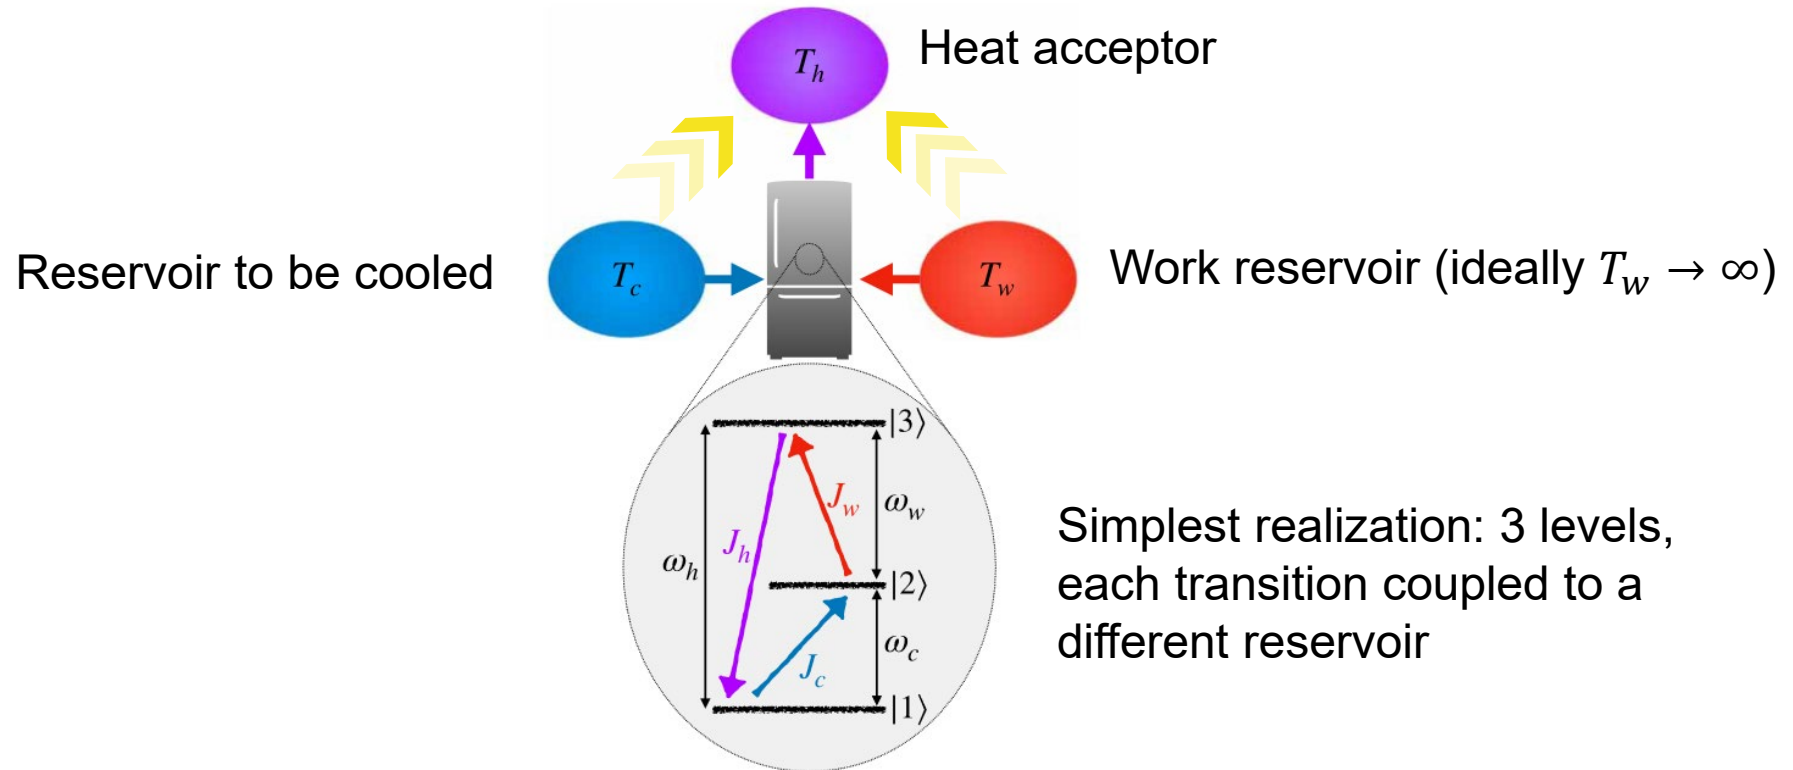 Heat acceptor
T_h
Reservoir to be cooled
T_c
T_w
Work reservoir (ideally T_w → ∞)
|3⟩
J_w
ω_w
J_h
ω_h
|2⟩
J_c
ω_c
|1⟩
Simplest realization: 3 levels,
each transition coupled to a
different reservoir